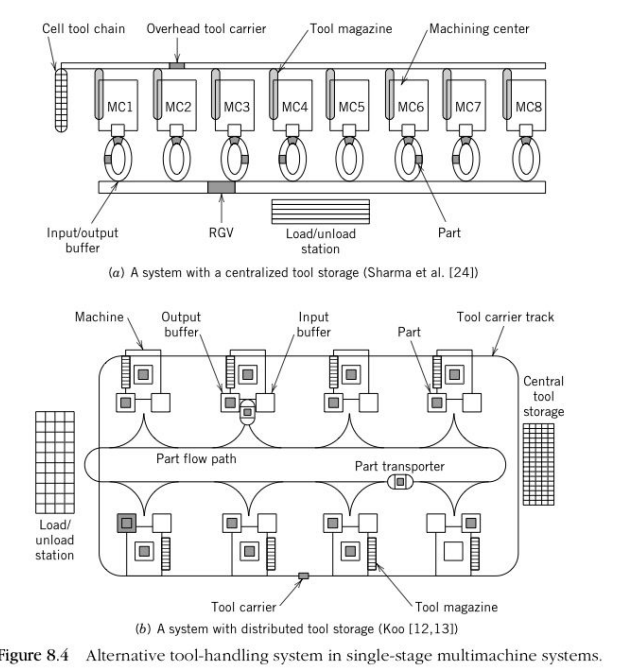 Cell tool chain Overhead tool carrier Tool magazine Machining center
MC1 MC2 MC3 MC4 MC5 MC6 MC7 MC8
Input/output
buffer
RGV
Load/unload
station
Part
(a) A system with a centralized tool storage (Sharma et al. [24])
Machine
Output
buffer
Input
buffer
Part
Tool carrier track
Central
tool
storage
Part flow path
Part transporter
Load/
unload
station
Tool carrier
Tool magazine
(b) A system with distributed tool storage (Koo [12,13])
Figure 8.4 Alternative tool-handling system in single-stage multimachine systems.